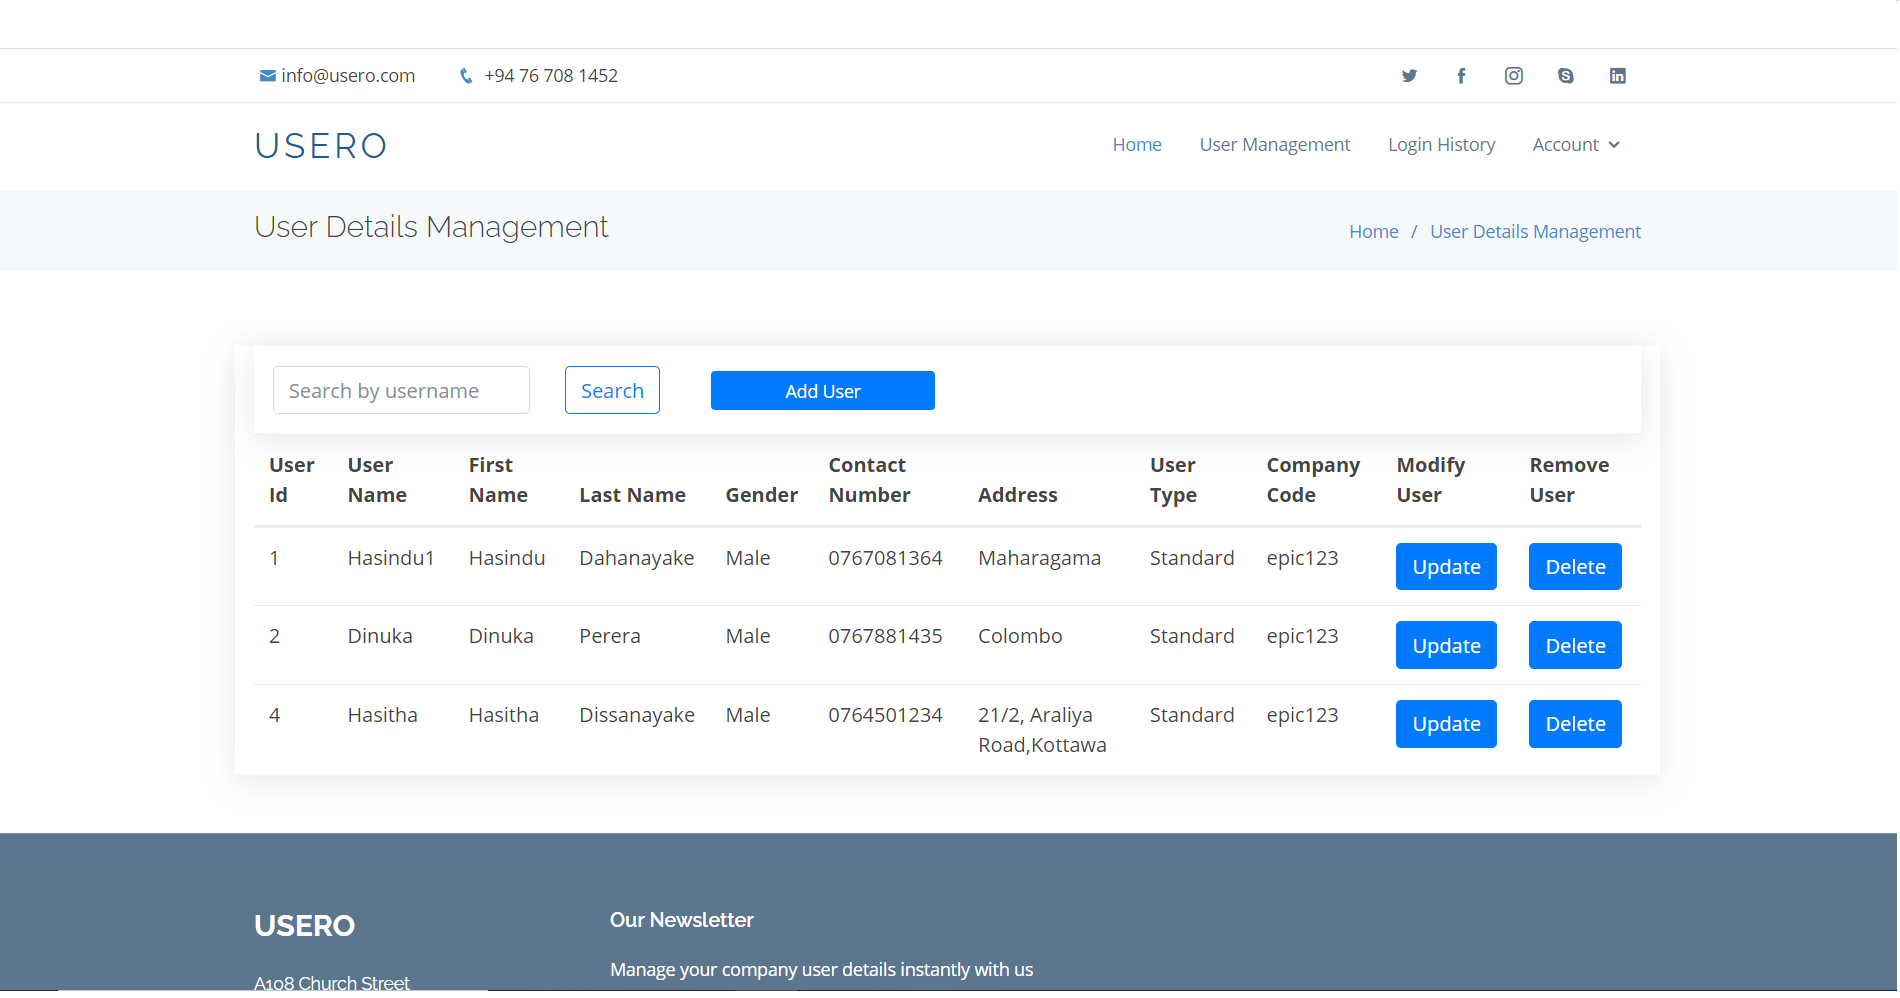 info@usero.com +94 76 708 1452
USERO
Home User Management Login History Account
User Details Management
Home / User Details Management
Search by username Search Add User
User Id User Name First Name Last Name Gender Contact Number Address User Type Company Code Modify User Remove User
1 Hasindu1 Hasindu Dahanayake Male 0767081364 Maharagama Standard epic123 Update Delete
2 Dinuka Dinuka Perera Male 0767881435 Colombo Standard epic123 Update Delete
4 Hasitha Hasitha Dissanayake Male 0764501234 21/2, Araliya Road,Kottawa Standard epic123 Update Delete
USERO
A108 Church Street
Our Newsletter
Manage your company user details instantly with us